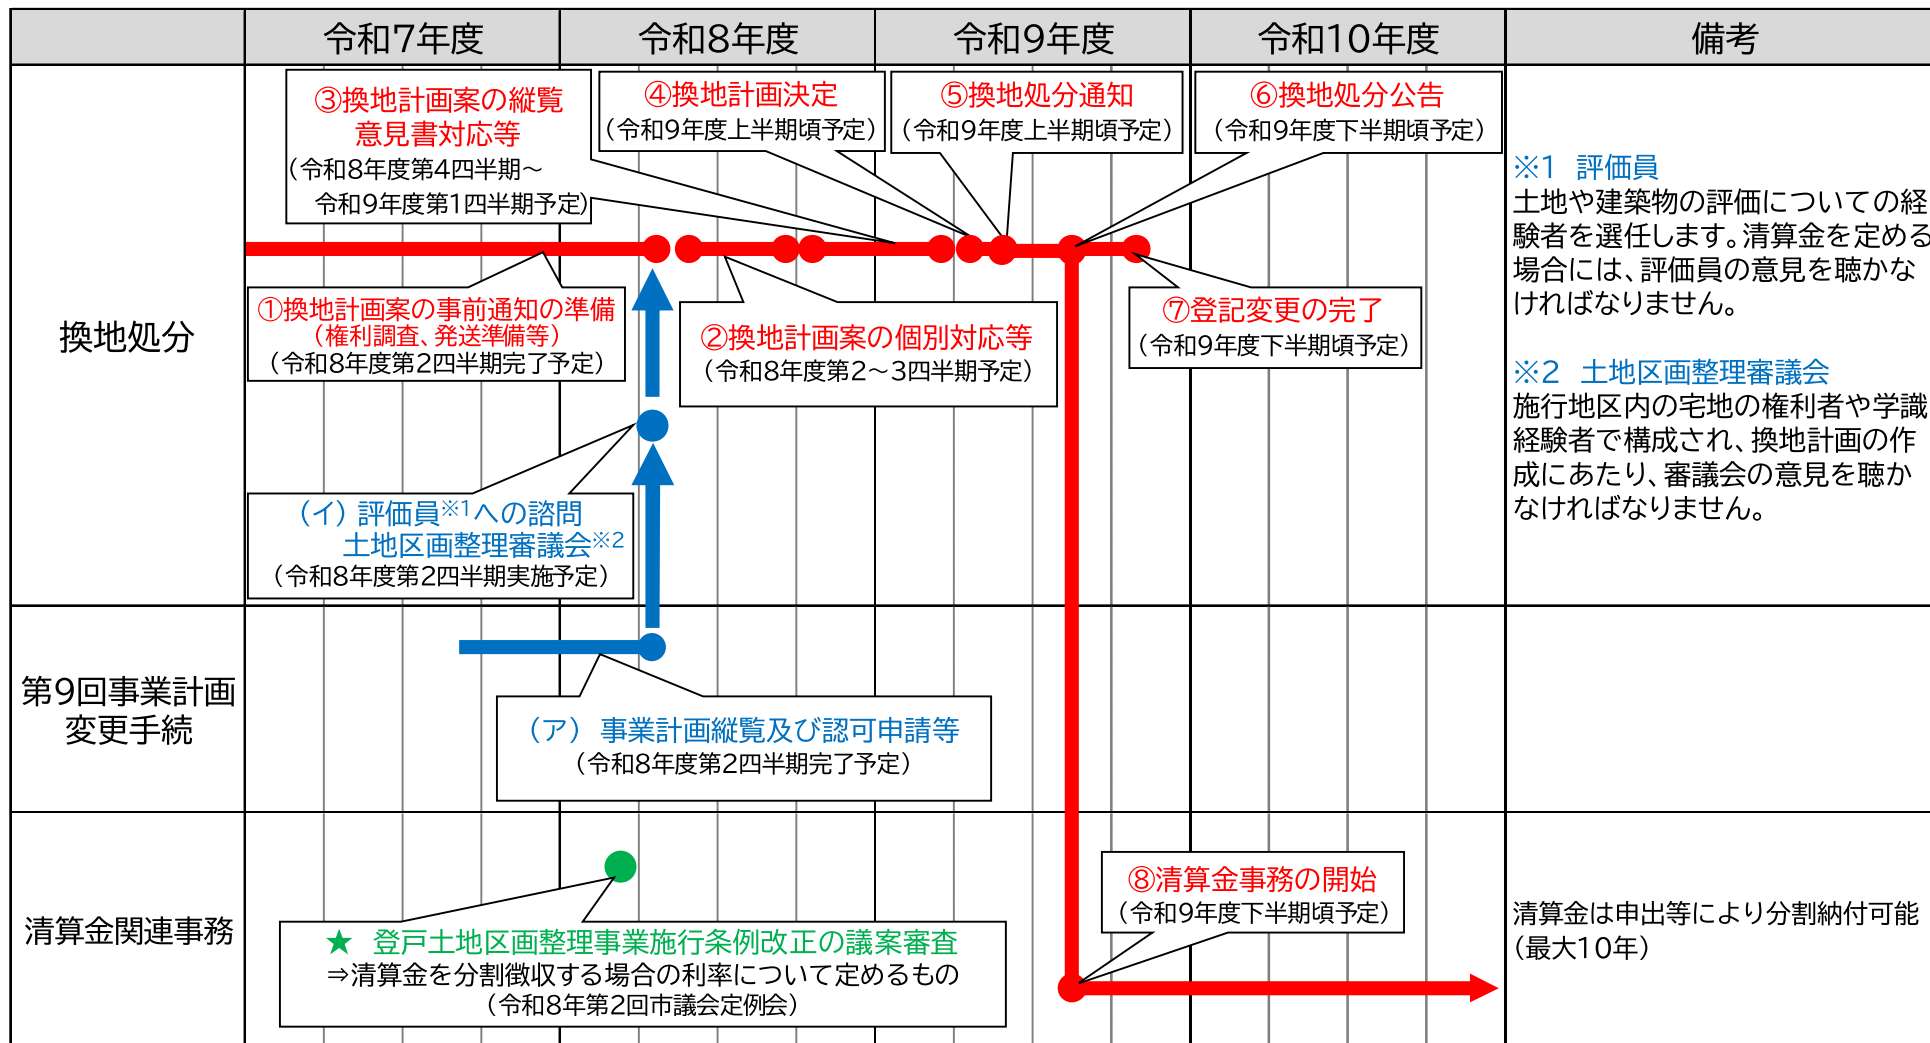 令和7年度
令和8年度
令和9年度
令和10年度
備考
換地処分
③換地計画案の縦覧
意見書対応等
（令和8年度第4四半期～
令和9年度第1四半期予定）
④換地計画決定
（令和9年度上半期頃予定）
⑤換地処分通知
（令和9年度上半期頃予定）
⑥換地処分公告
（令和9年度下半期頃予定）
①換地計画案の事前通知の準備
（権利調査、発送準備等）
（令和8年度第2四半期完了予定）
②換地計画案の個別対応等
（令和8年度第2～3四半期予定）
⑦登記変更の完了
（令和9年度下半期頃予定）
（イ）評価員※1への諮問
土地区画整理審議会※2
（令和8年度第2四半期実施予定）
※1　評価員
土地や建築物の評価についての経
験者を選任します。清算金を定める
場合には、評価員の意見を聴かな
ければなりません。
※2　土地区画整理審議会
施行地区内の宅地の権利者や学識
経験者で構成され、換地計画の作
成にあたり、審議会の意見を聴か
なければなりません。
第9回事業計画
変更手続
（ア）事業計画縦覧及び認可申請等
（令和8年度第2四半期完了予定）
清算金関連事務
★　登戸土地区画整理事業施行条例改正の議案審査
⇒清算金を分割徴収する場合の利率について定めるもの
（令和8年第2回市議会定例会）
⑧清算金事務の開始
（令和9年度下半期頃予定）
清算金は申出等により分割納付可能
（最大10年）